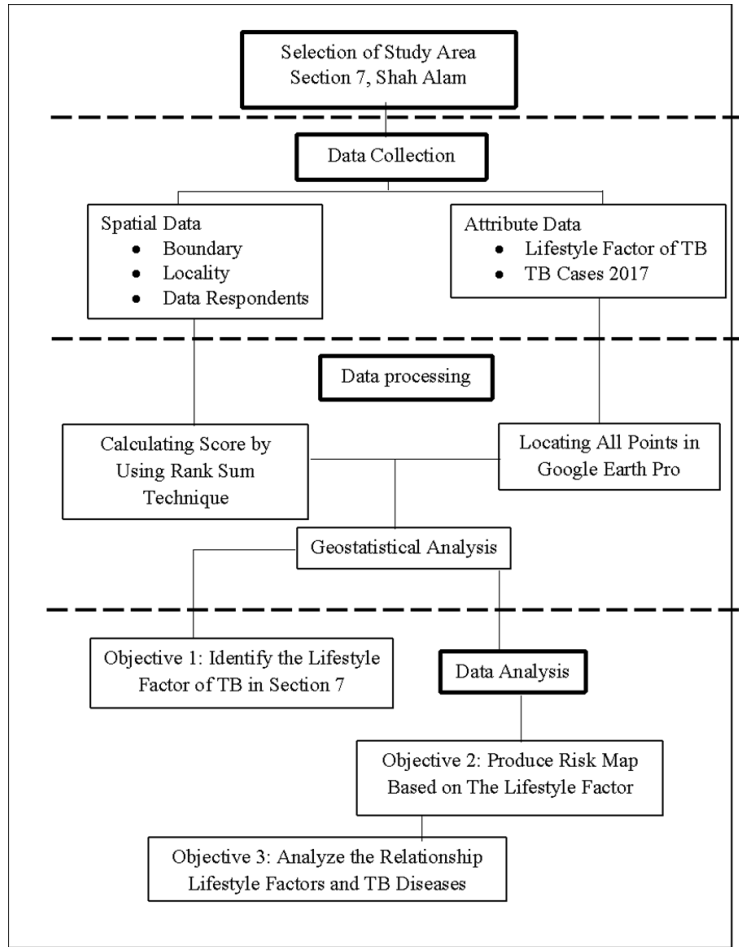 Selection of Study Area
Section 7, Shah Alam
Data Collection
Spatial Data
● Boundary
● Locality
● Data Respondents
Attribute Data
● Lifestyle Factor of TB
● TB Cases 2017
Data processing
Calculating Score by
Using Rank Sum
Technique
Locating All Points in
Google Earth Pro
Geostatistical Analysis
Objective 1: Identify the Lifestyle
Factor of TB in Section 7
Data Analysis
Objective 2: Produce Risk Map
Based on The Lifestyle Factor
Objective 3: Analyze the Relationship
Lifestyle Factors and TB Diseases